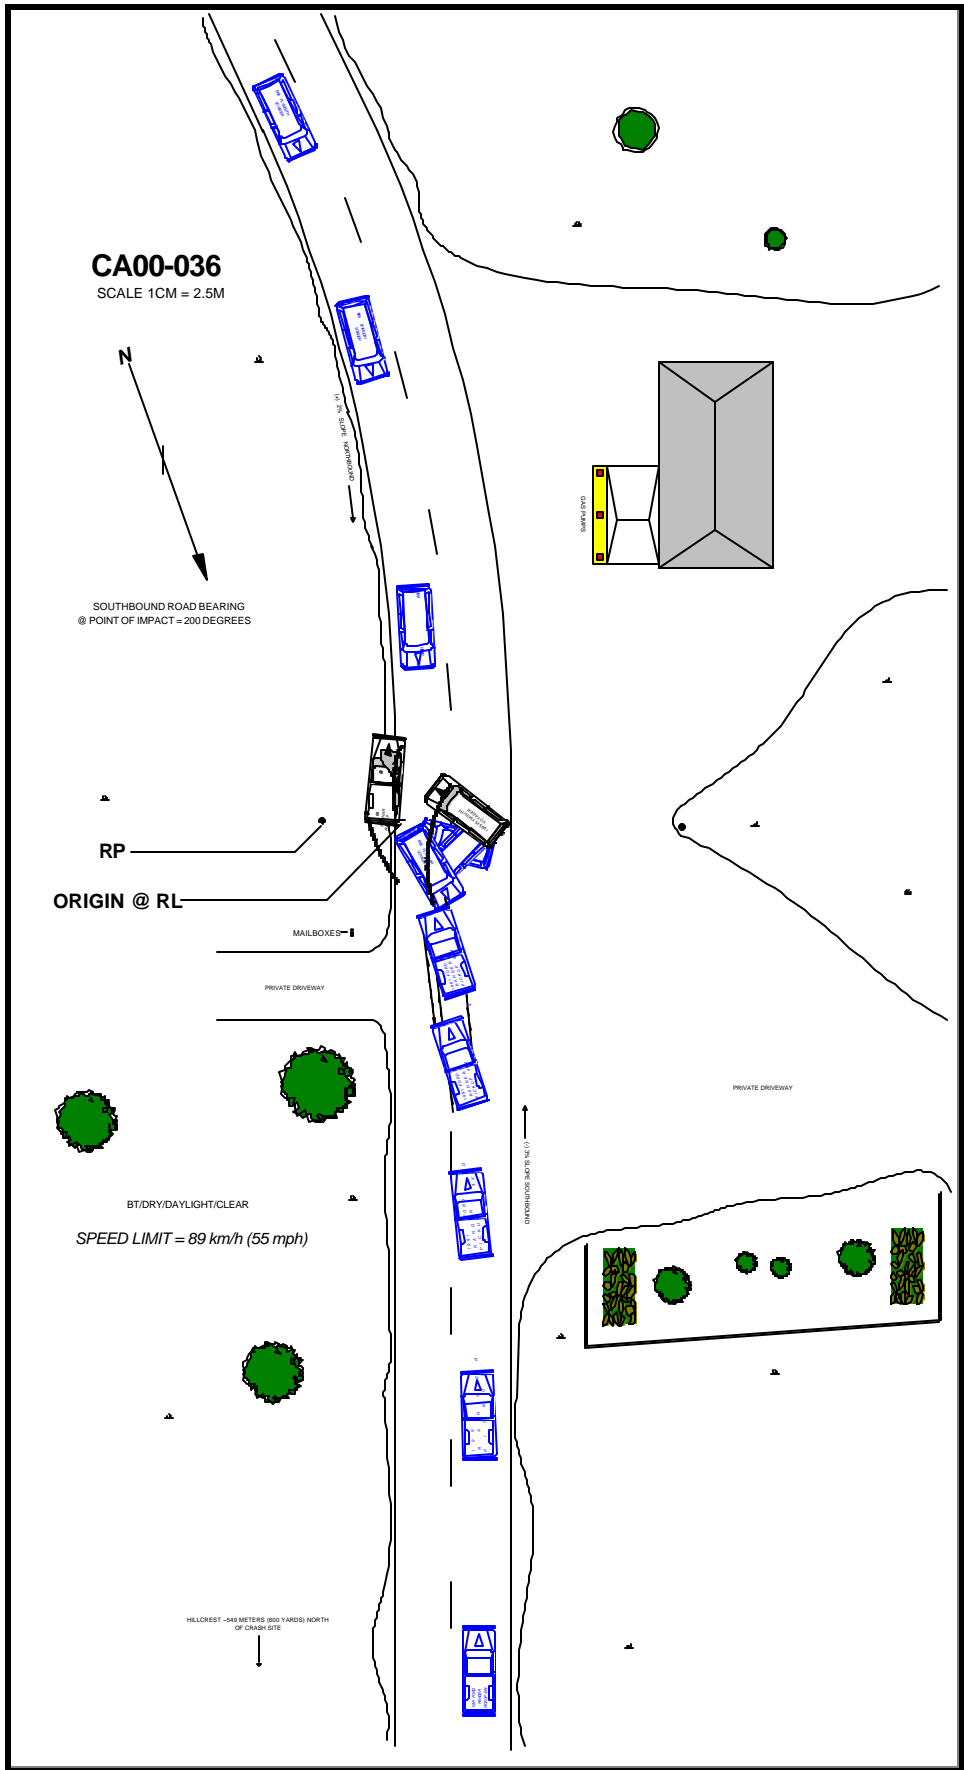 CA00-036
SCALE 1CM = 2.5M
N
(+) 2% SLOPE NORTHBOUND
GAS PUMPS
SOUTHBOUND ROAD BEARING
@ POINT OF IMPACT = 200 DEGREES
RP
ORIGIN @ RL
MAILBOXES
PRIVATE DRIVEWAY
PRIVATE DRIVEWAY
(-) 3% SLOPE SOUTHBOUND
BT/DRY/DAYLIGHT/CLEAR
SPEED LIMIT = 89 km/h (55 mph)
HILLCREST ~549 METERS (600 YARDS) NORTH
OF CRASH SITE